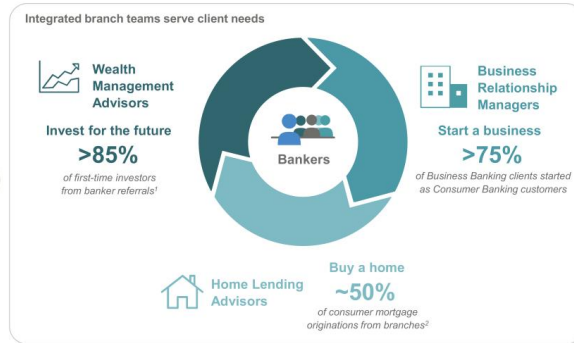 Integrated branch teams serve client needs
Wealth
Management
Advisors
Invest for the future
>85%
of first-time investors
from banker referrals¹
Bankers
Business
Relationship
Managers
Start a business
>75%
of Business Banking clients started
as Consumer Banking customers
Home Lending
Advisors
Buy a home
~50%
of consumer mortgage
originations from branches²